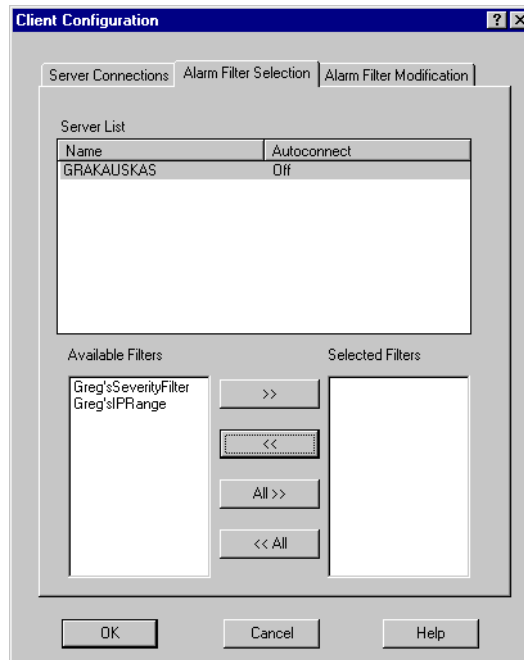 Client Configuration
Server Connections
Alarm Filter Selection
Alarm Filter Modification
Server List
Name Autoconnect
GRAKAUSKAS Off
Available Filters
Selected Filters
Greg'sSeverityFilter
Greg'sIPRange
>>
<<
All >>
<< All
OK
Cancel
Help